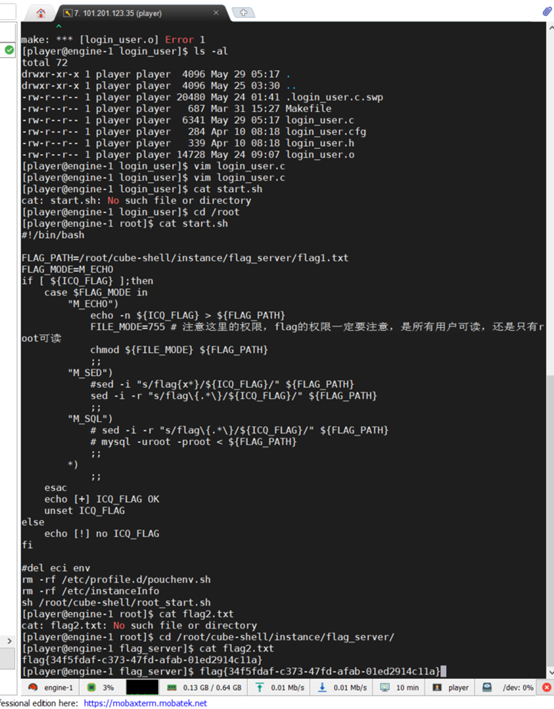 7. 101.201.123.35 (player)
make: *** [login_user.o] Error 1
[player@engine-1 login_user]$ ls -al
total 72
drwxr-xr-x 1 player player  4096 May 29 05:17 .
drwxr-xr-x 1 player player  4096 May 25 03:30 ..
-rw-r--r-- 1 player player 20480 May 24 01:41 .login_user.c.swp
-rw-r--r-- 1 player player   687 Mar 31 15:27 Makefile
-rw-r--r-- 1 player player  6341 May 29 05:17 login_user.c
-rw-r--r-- 1 player player   284 Apr 10 08:18 login_user.cfg
-rw-r--r-- 1 player player   339 Apr 10 08:18 login_user.h
-rw-r--r-- 1 player player 14728 May 24 09:07 login_user.o
[player@engine-1 login_user]$ vim login_user.c
[player@engine-1 login_user]$ vim login_user.c
[player@engine-1 login_user]$ cat start.sh
cat: start.sh: No such file or directory
[player@engine-1 login_user]$ cd /root
[player@engine-1 root]$ cat start.sh
#!/bin/bash
FLAG_PATH=/root/cube-shell/instance/flag_server/flag1.txt
FLAG_MODE=M_ECHO
if [ ${ICQ_FLAG} ];then
    case $FLAG_MODE in
        "M_ECHO")
            echo -n ${ICQ_FLAG} > ${FLAG_PATH}
            FILE_MODE=755 # 注意这里的权限，flag的权限一定要注意，是所有用户可读，还是只有r
oot可读
            chmod ${FILE_MODE} ${FLAG_PATH}
            ;;
        "M_SED")
            #sed -i "s/flag{x*}/${ICQ_FLAG}/" ${FLAG_PATH}
            sed -i -r "s/flag\{.*\}/${ICQ_FLAG}/" ${FLAG_PATH}
            ;;
        "M_SQL")
            # sed -i -r "s/flag\{.*\}/${ICQ_FLAG}/" ${FLAG_PATH}
            # mysql -uroot -proot < ${FLAG_PATH}
            ;;
        *)
            ;;
    esac
    echo [+] ICQ_FLAG OK
    unset ICQ_FLAG
else
    echo [!] no ICQ_FLAG
fi
#del eci env
rm -rf /etc/profile.d/pouchenv.sh
rm -rf /etc/instanceInfo
sh /root/cube-shell/root_start.sh
[player@engine-1 root]$ cat flag2.txt
cat: flag2.txt: No such file or directory
[player@engine-1 root]$ cd /root/cube-shell/instance/flag_server/
[player@engine-1 flag_server]$ cat flag2.txt
flag{34f5fdaf-c373-47fd-afab-01ed2914c11a}
[player@engine-1 flag_server]$ flag{34f5fdaf-c373-47fd-afab-01ed2914c11a}
engine-1 3% 0.13 GB / 0.64 GB 0.01 Mb/s 0.01 Mb/s 10 min player /dev: 0%
fessional edition here: https://mobaxterm.mobatek.net